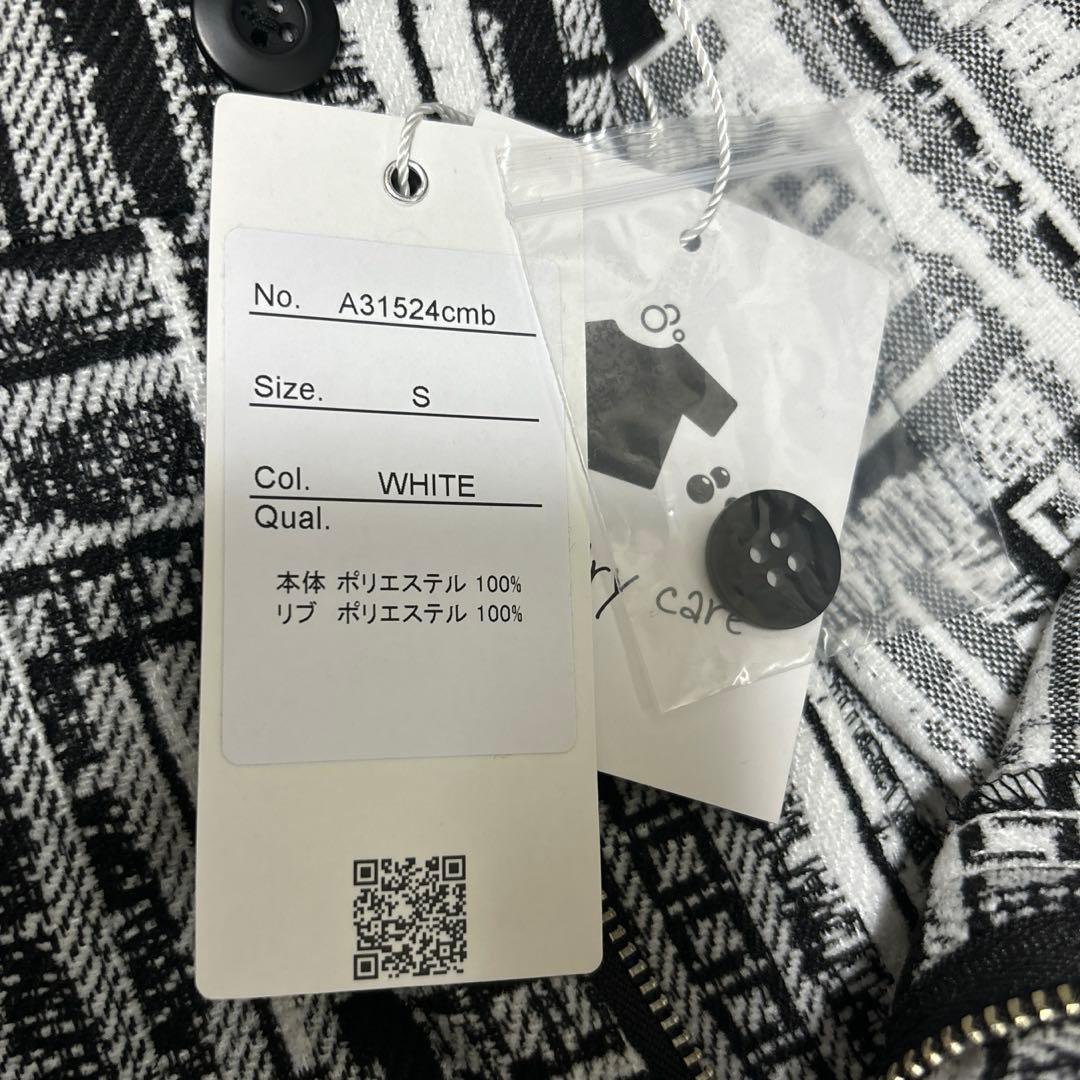 No. A31524cmb
Size. S
Col. WHITE
Qual.
本体 ポリエステル 100%
リブ ポリエステル 100%
care